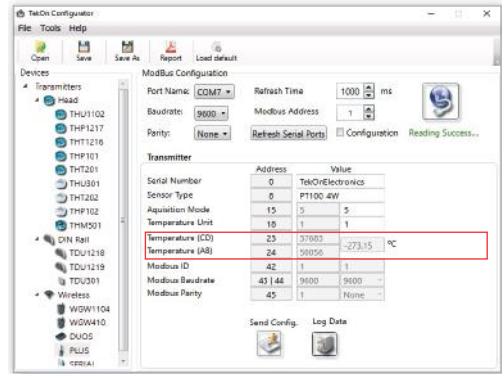 TekOn Configurator
File Tools Help
Open Save Save As Report Load default
Devices
Transmitters
Head
THU1102
THP1217
THT1216
THP101
THT201
THU301
THT202
THP102
THM501
DIN Rail
TDU1218
TDU1219
TDU301
Wireless
WGW1104
WGW410
DUOS
PLUS
SERIAL
ModBus Configuration
Port Name: COM7 Refresh Time 1000 ms
Baudrate: 9600 Modbus Address 1
Parity: None Refresh Serial Ports Configuration Reading Success...
Transmitter
Address Value
Serial Number 0 TekOnElectronics
Sensor Type 8 PT100 4W
Aquisition Mode 15 5 5
Temperature Unit 18 1 1
Temperature (CD) 23 37683 -273.15 ºC
Temperature (AB) 24 50056
Modbus ID 42 1 1
Modbus Baudrate 43 | 44 9600 9600
Modbus Parity 45 1 None
Send Config. Log Data